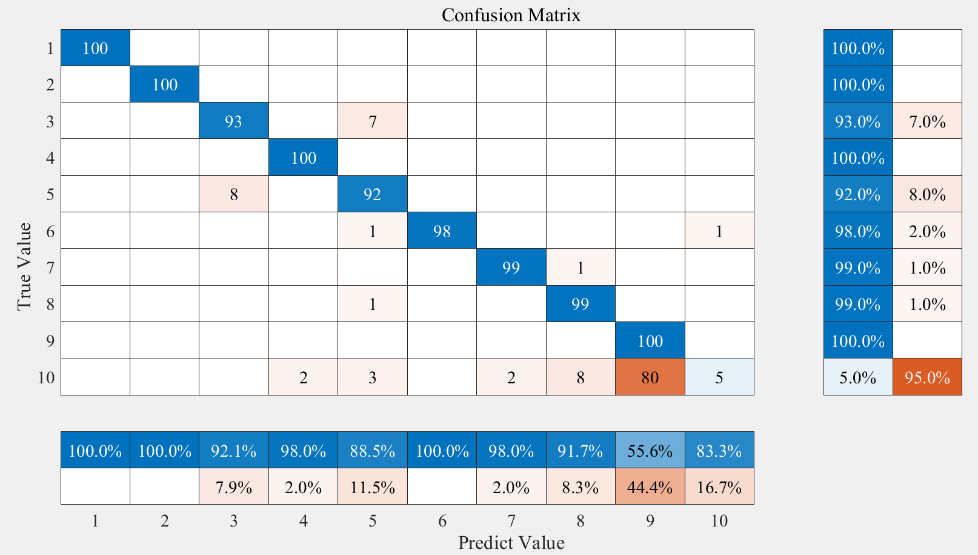 Confusion Matrix
1 100 100.0%
2 100 100.0%
3 93 7 93.0% 7.0%
4 100 100.0%
5 8 92 92.0% 8.0%
6 1 98 1 98.0% 2.0%
7 99 1 99.0% 1.0%
8 1 99 99.0% 1.0%
9 100 100.0%
10 2 3 2 8 80 5 5.0% 95.0%
True Value
100.0% 100.0% 92.1% 98.0% 88.5% 100.0% 98.0% 91.7% 55.6% 83.3%
7.9% 2.0% 11.5% 2.0% 8.3% 44.4% 16.7%
1 2 3 4 5 6 7 8 9 10
Predict Value